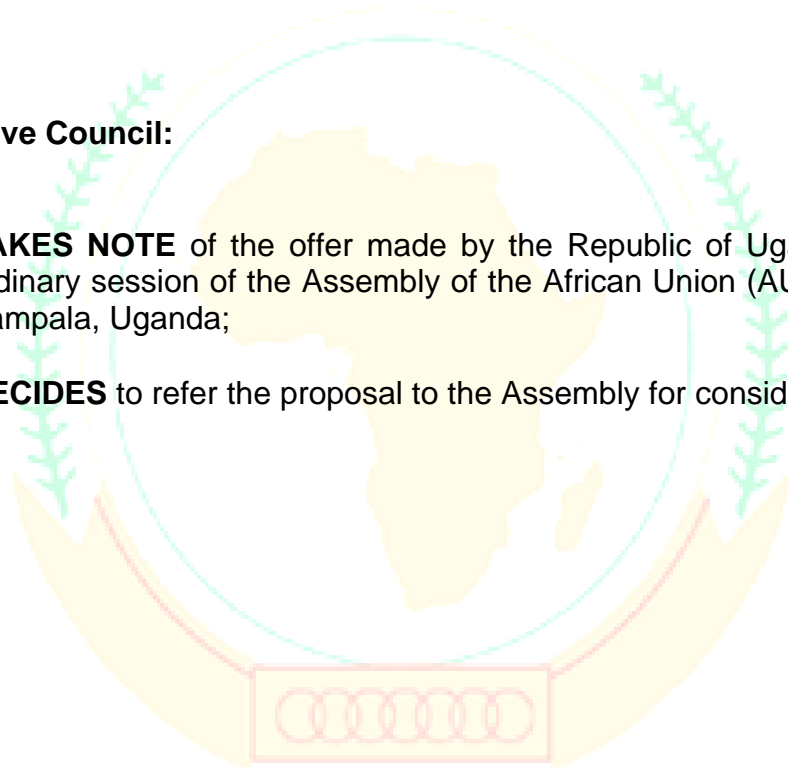 ve Council:
AKES NOTE of the offer made by the Republic of Ug
dinary session of the Assembly of the African Union (AU
ampala, Uganda;
ECIDES to refer the proposal to the Assembly for consid